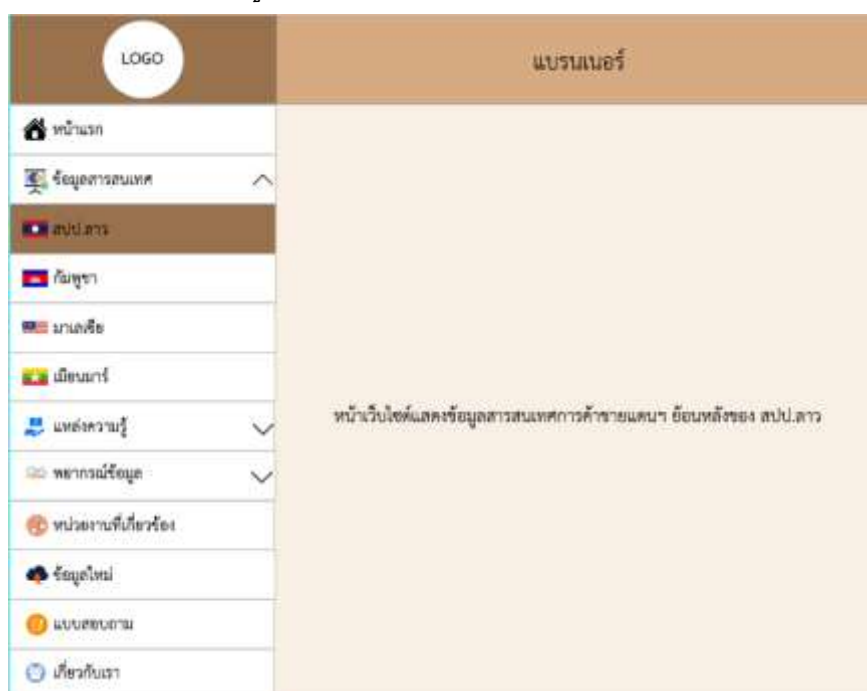 LOGO
แบรนเนอร์
หน้าแรก
ข้อมูลสารสนเทศ
สปป.ลาว
กัมพูชา
มาเลเซีย
เมียนมาร์
แหล่งความรู้
หน้าเว็บไซต์แสดงข้อมูลสารสนเทศการค้าชายแดนฯ ย้อนหลังของ สปป.ลาว
พยากรณ์ข้อมูล
หน่วยงานที่เกี่ยวข้อง
ข้อมูลใหม่
แบบสอบถาม
เกี่ยวกับเรา